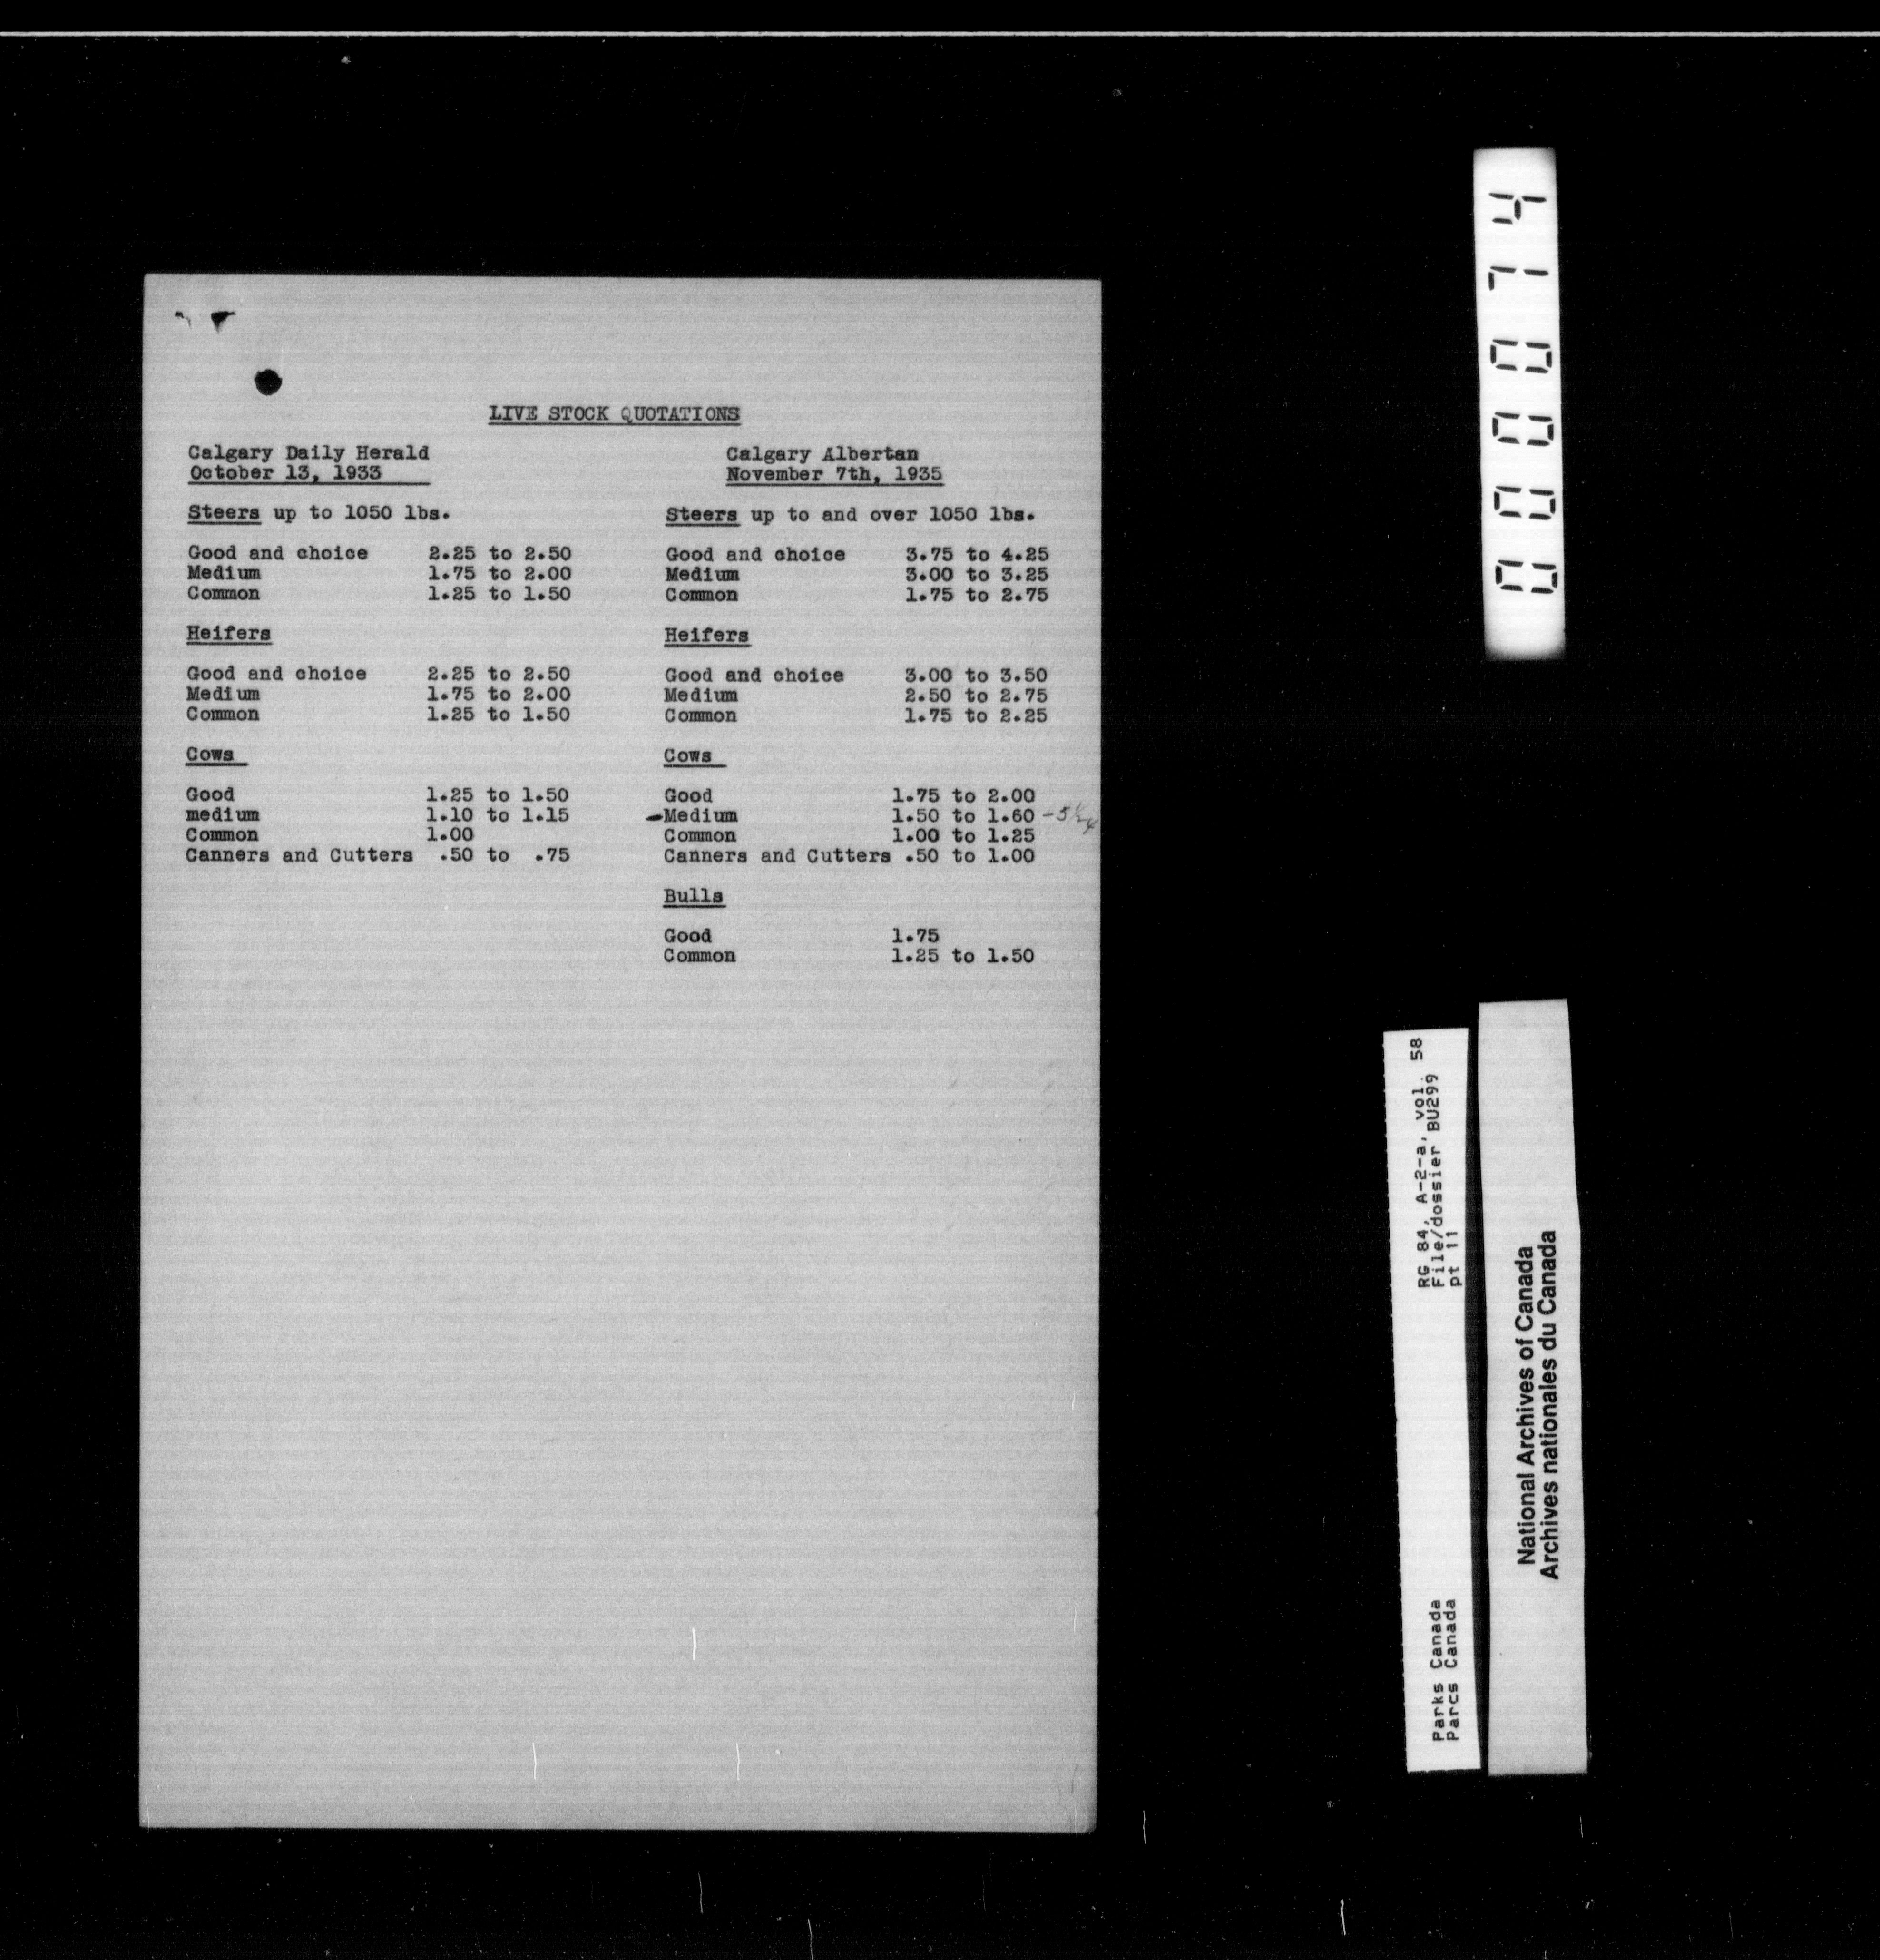 LIVE STOCK QUOTATIONS
Calgary Daily Herald
October 13, 1933
Steers up to 1050 lbs.
Good and choice 2.25 to 2.50
Medium 1.75 to 2.00
Common 1.25 to 1.50
Heifers
Good and choice 2.25 to 2.50
Medium 1.75 to 2.00
Common 1.25 to 1.50
Cows
Good 1.25 to 1.50
medium 1.10 to 1.15
Common 1.00
Canners and Cutters .50 to .75
Calgary Albertan
November 7th, 1935
Steers up to and over 1050 lbs.
Good and choice 3.75 to 4.25
Medium 3.00 to 3.25
Common 1.75 to 2.75
Heifers
Good and choice 3.00 to 3.50
Medium 2.50 to 2.75
Common 1.75 to 2.25
Cows
Good 1.75 to 2.00
Medium 1.50 to 1.60
Common 1.00 to 1.25
Canners and Cutters .50 to 1.00
Bulls
Good 1.75
Common 1.25 to 1.50
000074
RG 84, A-2-a, vol. 58
File/dossier BU299
pt 11
Parks Canada
Parcs Canada
National Archives of Canada
Archives nationales du Canada